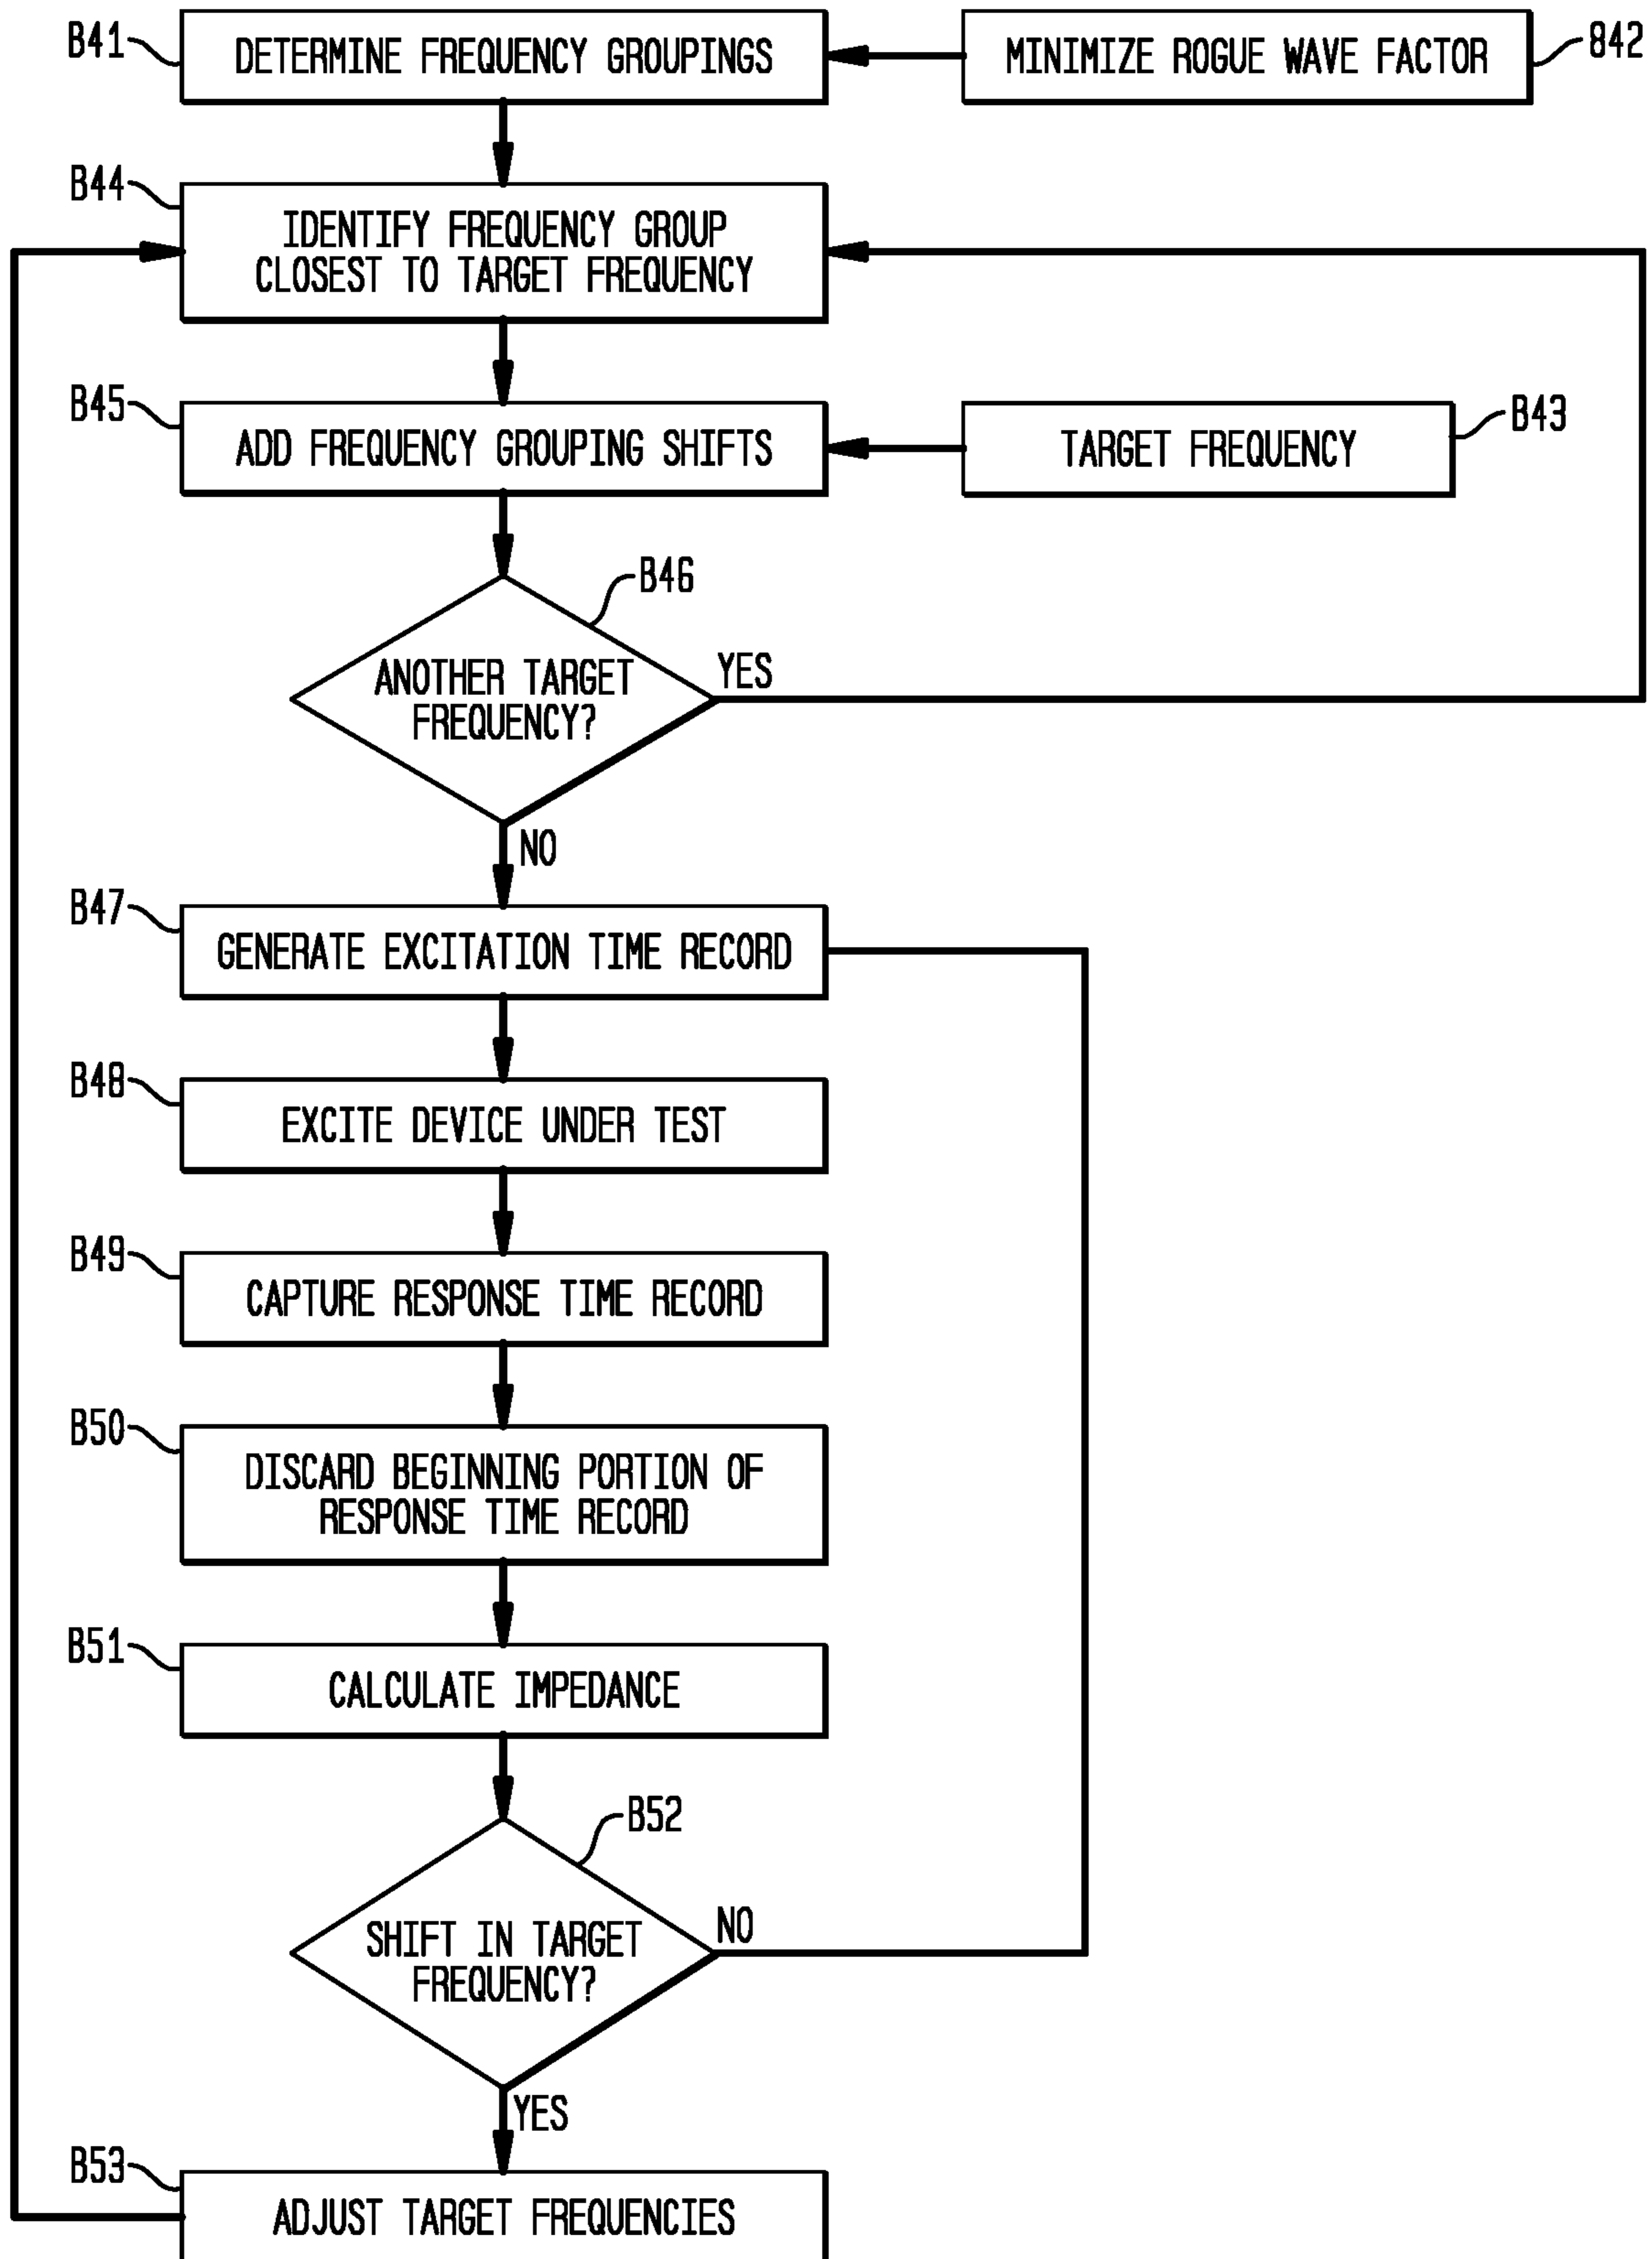 B41
DETERMINE FREQUENCY GROUPINGS
MINIMIZE ROGUE WAVE FACTOR
842
B44
IDENTIFY FREQUENCY GROUP
CLOSEST TO TARGET FREQUENCY
B45
ADD FREQUENCY GROUPING SHIFTS
TARGET FREQUENCY
B43
B46
ANOTHER TARGET
FREQUENCY?
YES
NO
B47
GENERATE EXCITATION TIME RECORD
B48
EXCITE DEVICE UNDER TEST
B49
CAPTURE RESPONSE TIME RECORD
B50
DISCARD BEGINNING PORTION OF
RESPONSE TIME RECORD
B51
CALCULATE IMPEDANCE
B52
SHIFT IN TARGET
FREQUENCY?
NO
YES
B53
ADJUST TARGET FREQUENCIES